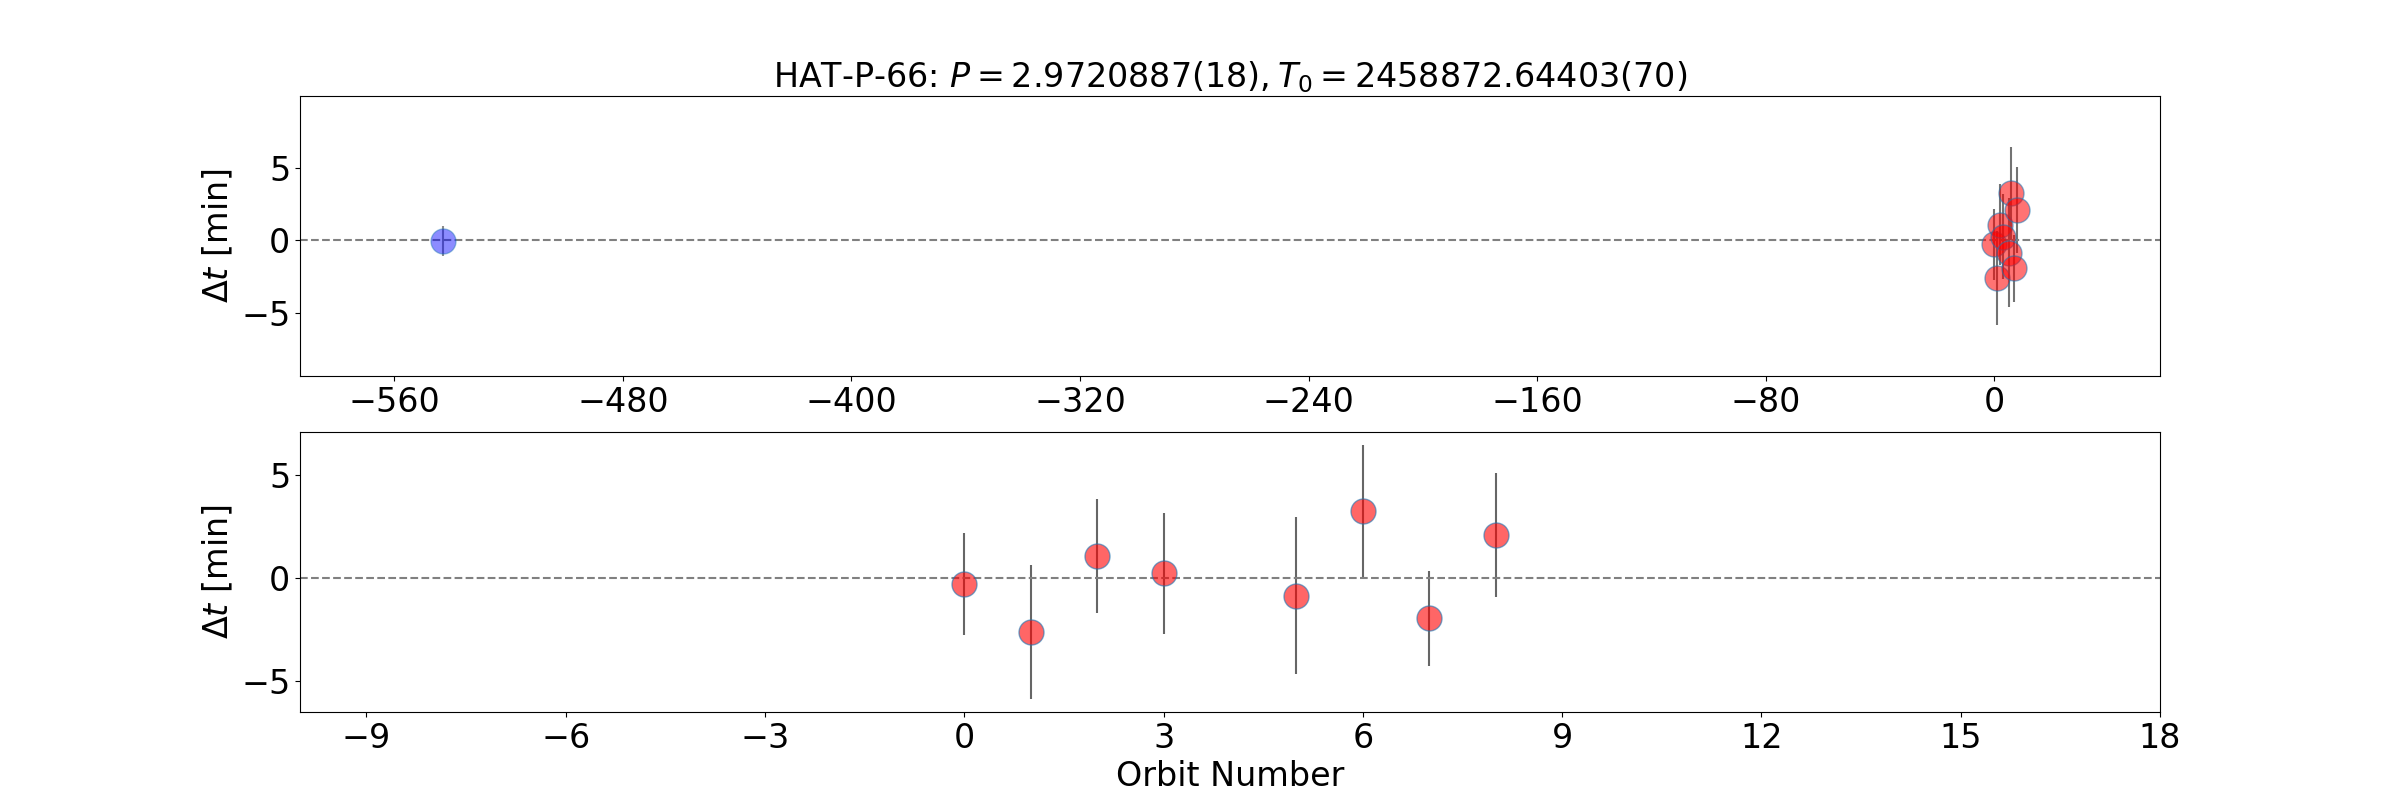 HAT-P-66: P = 2.9720887(18), T₀ = 2458872.64403(70)
Δt [min]
5
0
−5
−560 −480 −400 −320 −240 −160 −80 0
Δt [min]
5
0
−5
−9 −6 −3 0 3 6 9 12 15 18
Orbit Number